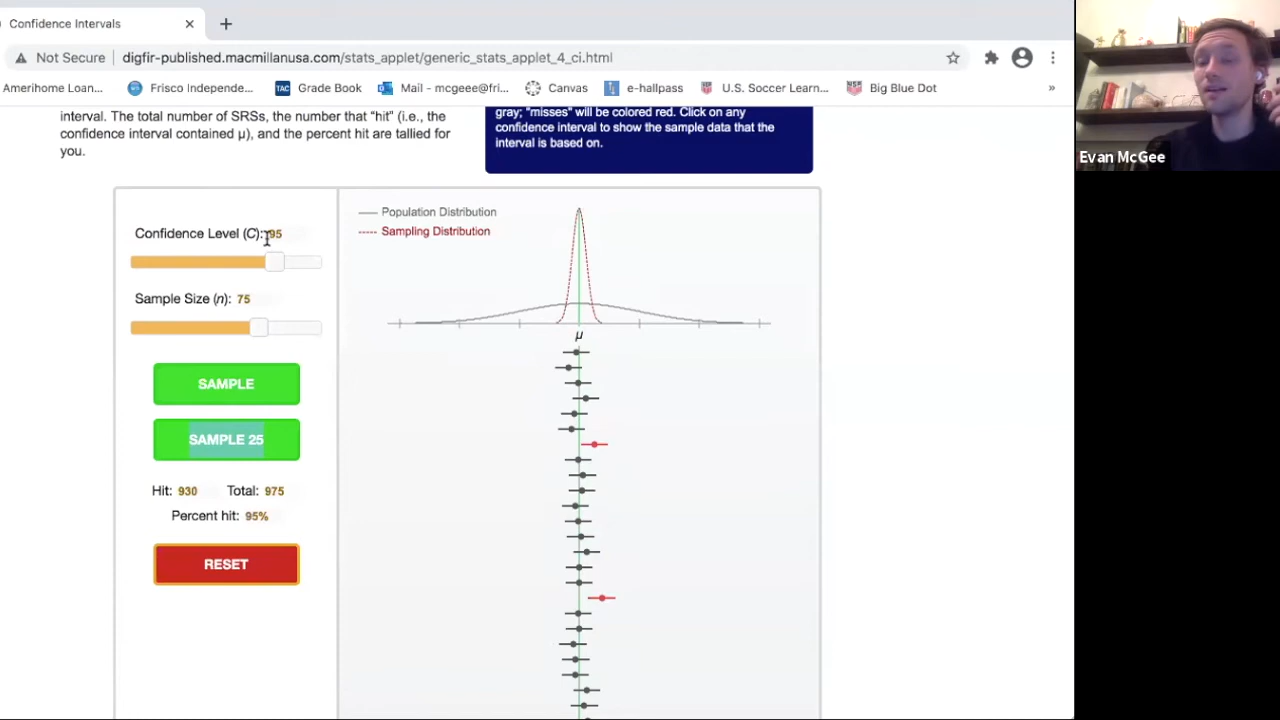 Confidence Intervals
Not Secure
digfir-published.macmillanusa.com/stats_applet/generic_stats_applet_4_ci.html
Amerihome Loan...
Frisco Independe...
TAC
Grade Book
Mail - mcgeee@fri...
Canvas
e-hallpass
U.S. Soccer Learn...
Big Blue Dot
»
interval. The total number of SRSs, the number that “hit” (i.e., the
confidence interval contained μ), and the percent hit are tallied for
you.
gray; "misses" will be colored red. Click on any
confidence interval to show the sample data that the
interval is based on.
Evan McGee
Confidence Level (C): 95
Sample Size (n): 75
SAMPLE
SAMPLE 25
Hit: 930 Total: 975
Percent hit: 95%
RESET
Population Distribution
Sampling Distribution
μ